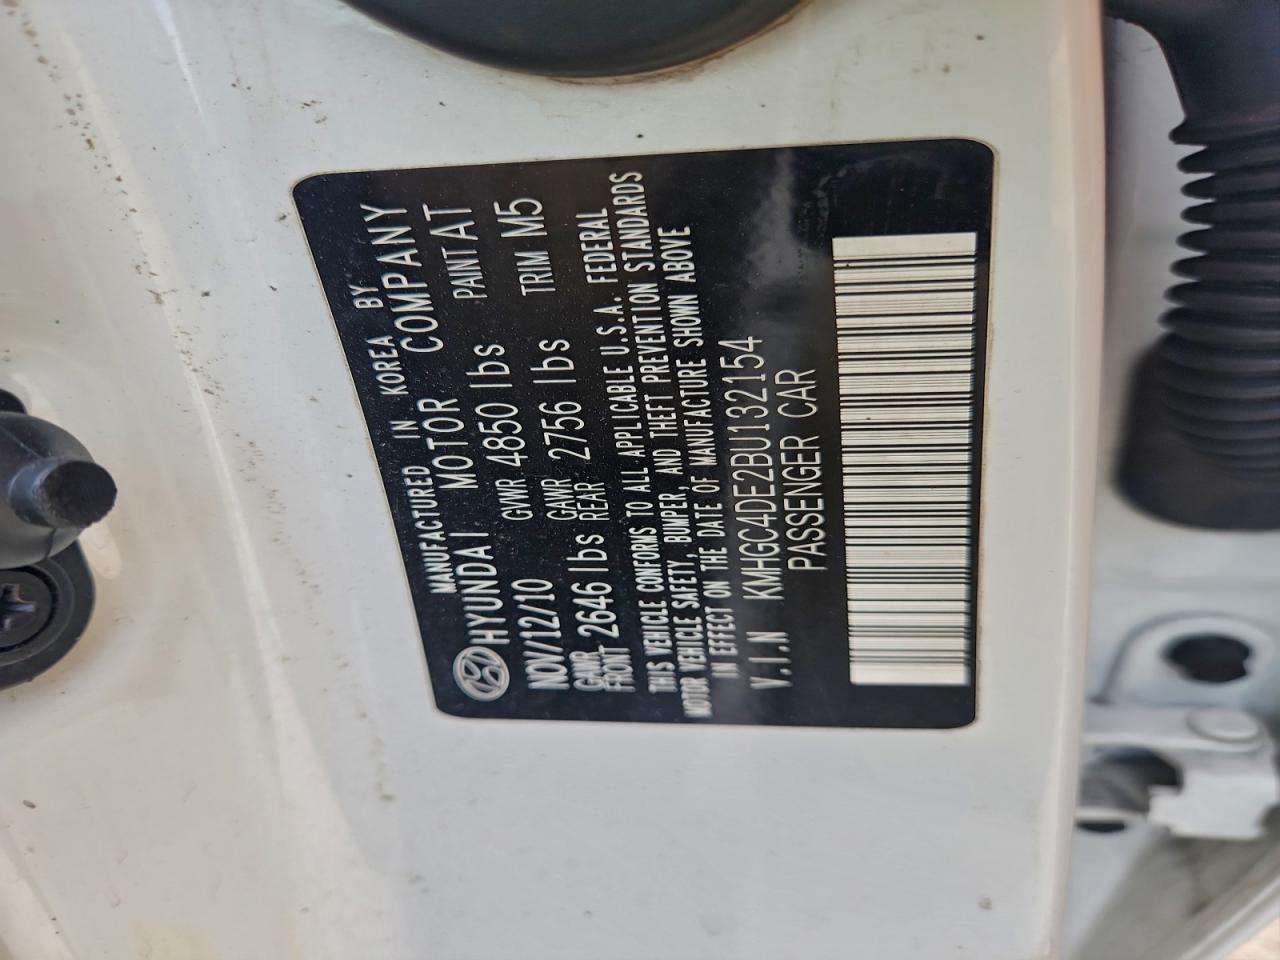 MANUFACTURED IN KOREA BY
HYUNDAI MOTOR COMPANY
NOV/12/10 GVWR 4850 lbs PAINT AT
GAWR FRONT 2646 lbs GAWR REAR 2756 lbs TRIM M5
THIS VEHICLE CONFORMS TO ALL APPLICABLE U.S.A. FEDERAL
MOTOR VEHICLE SAFETY, BUMPER, AND THEFT PREVENTION STANDARDS
IN EFFECT ON THE DATE OF MANUFACTURE SHOWN ABOVE
V.I.N KMHGC4DE2BU132154
PASSENGER CAR